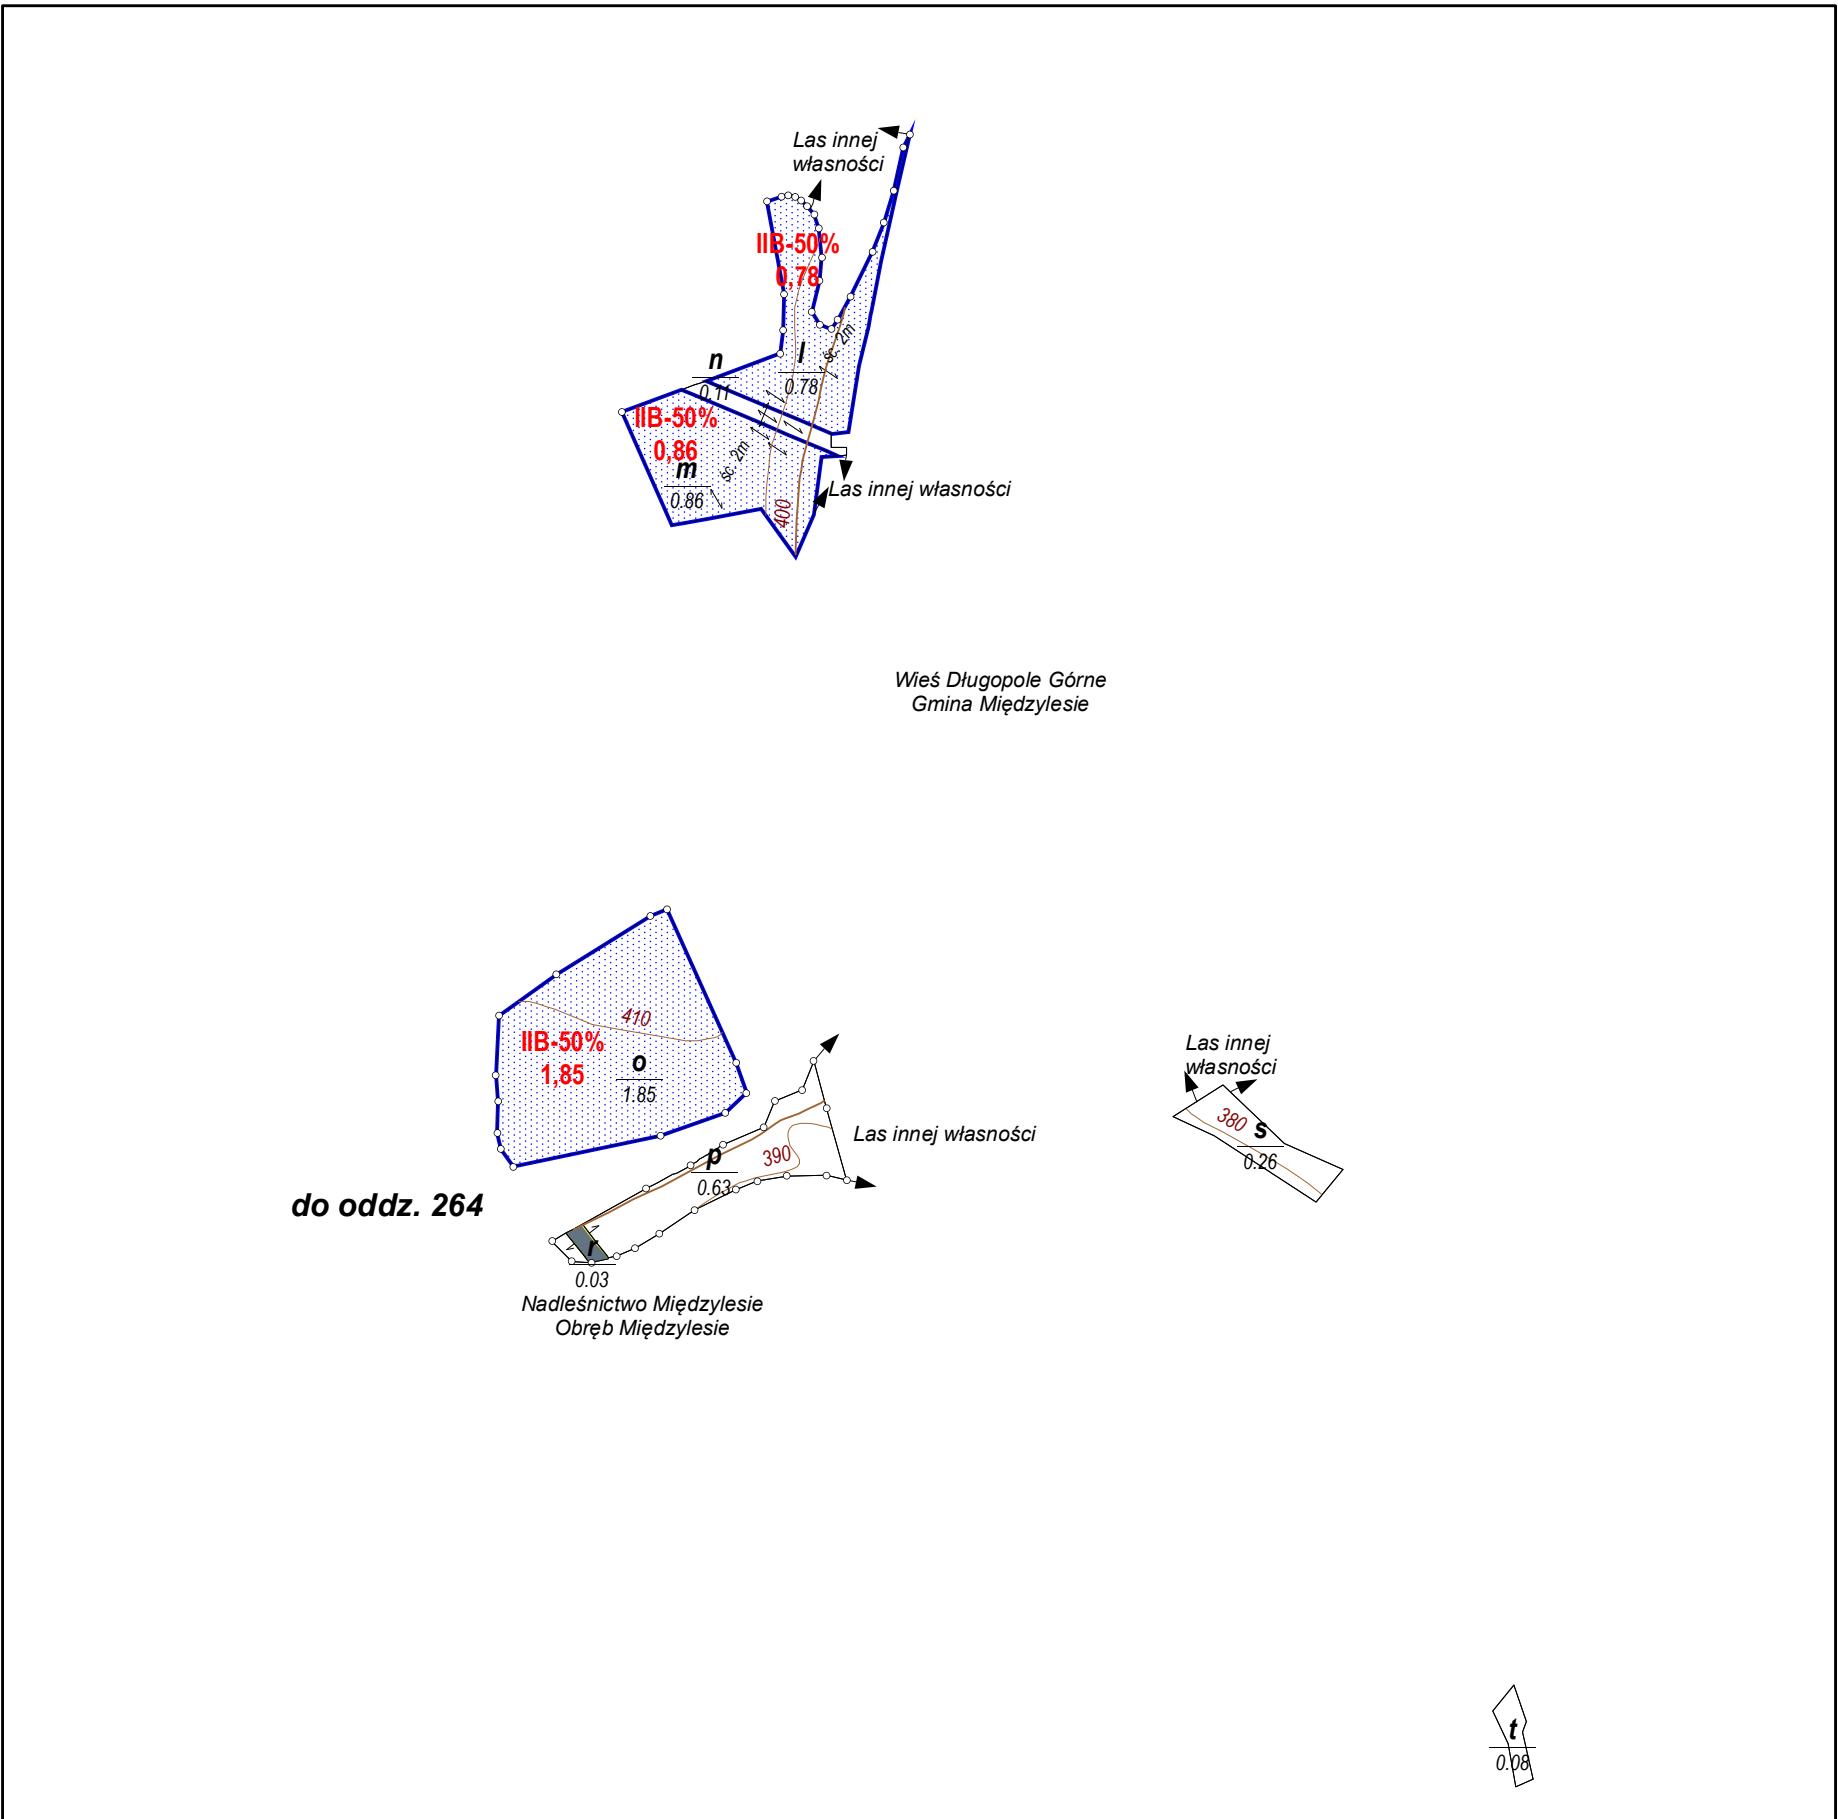 Las innej
własności
IIB-50%
0,78
n
0.11
l
0.78
śc. 2m
IIB-50%
0,86
m
0.86
śc. 2m
400
Las innej własności
Wieś Długopole Górne
Gmina Międzylesie
410
IIB-50%
1,85
o
1.85
Las innej
własności
380
s
0.26
Las innej własności
p
0.63
390
do oddz. 264
r
0.03
Nadleśnictwo Międzylesie
Obręb Międzylesie
t
0.08